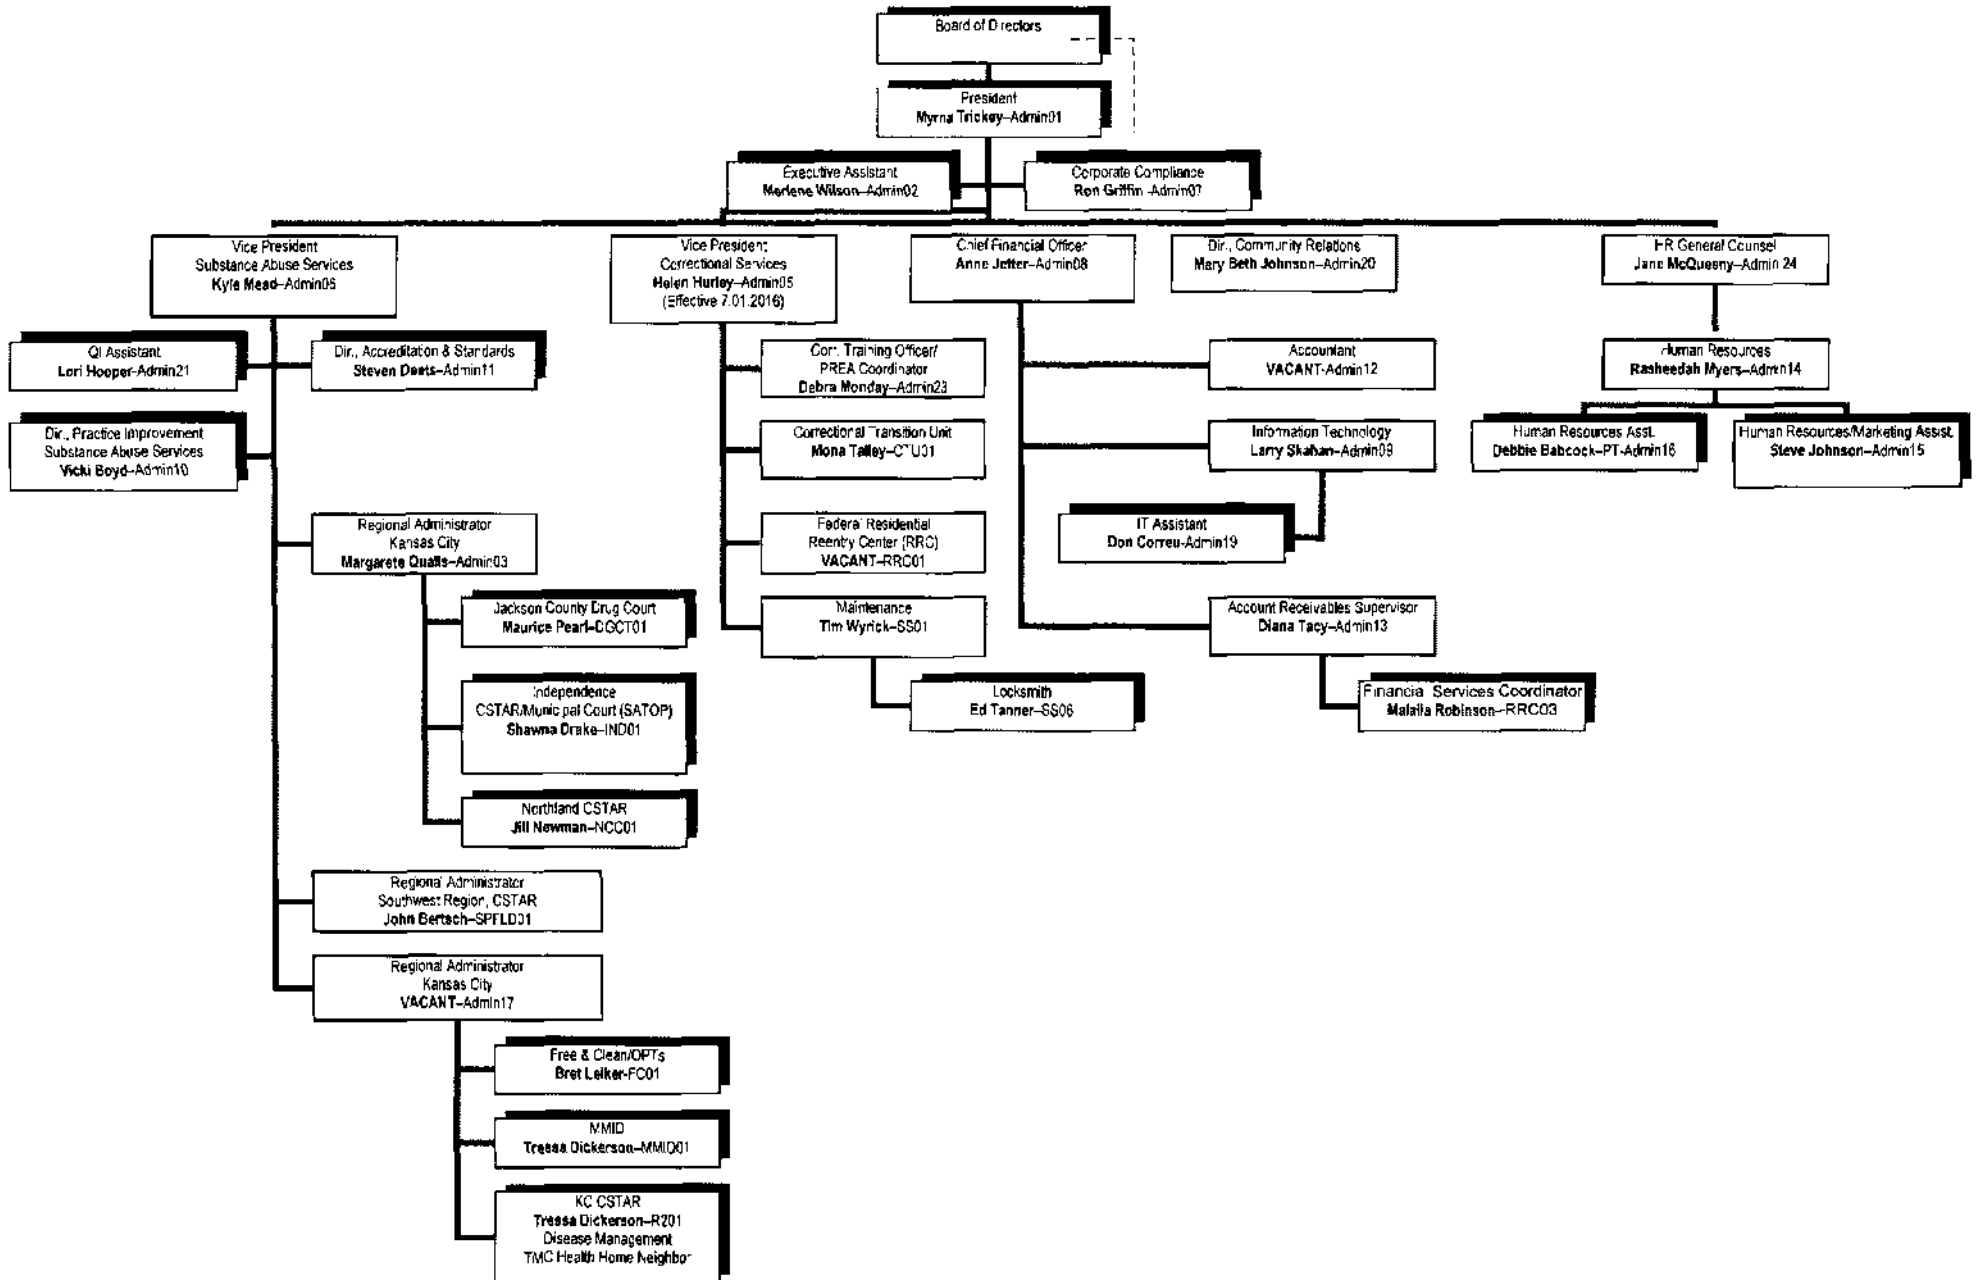 Board of Directors
President
Myrna Trickey–Admin01
Executive Assistant
Merlene Wilson–Admin02
Corporate Compliance
Ron Griffin -Admin07
Vice President
Substance Abuse Services
Kyle Mead–Admin06
Vice President
Correctional Services
Helen Hurley–Admin05
(Effective 7.01.2016)
Chief Financial Officer
Anne Jetter–Admin08
Dir., Community Relations
Mary Beth Johnson–Admin20
HR General Counsel
Jane McQueeny–Admin 24
QI Assistant
Lori Hooper-Admin21
Dir., Accreditation & Standards
Steven Deets–Admin11
Dir., Practice Improvement
Substance Abuse Services
Vicki Boyd–Admin10
Regional Administrator
Kansas City
Margarete Qualls–Admin03
Jackson County Drug Court
Maurice Pearl–DGCT01
Independence
CSTAR/Municipal Court (SATOP)
Shawna Drake–IND01
Northland CSTAR
Jill Newman–NCC01
Regional Administrator
Southwest Region, CSTAR
John Bertsch–SPFLD01
Regional Administrator
Kansas City
VACANT–Admin17
Free & Clean/OPTs
Bret Leiker-FC01
MMID
Tressa Dickerson–MMID01
KC CSTAR
Tressa Dickerson–R201
Disease Management
TMC Health Home Neighbor
Corr. Training Officer/
PREA Coordinator
Debra Monday–Admin23
Correctional Transition Unit
Mona Talley–CTU01
Federal Residential
Reentry Center (RRC)
VACANT–RRC01
Maintenance
Tim Wyrick–SS01
Locksmith
Ed Tanner–SS06
Accountant
VACANT-Admin12
Information Technology
Larry Skahan–Admin09
IT Assistant
Don Correu-Admin19
Account Receivables Supervisor
Diana Tacy–Admin13
Financial Services Coordinator
Malaila Robinson–RRC03
Human Resources
Rasheedah Myers–Admin14
Human Resources Asst.
Debbie Babcock–PT-Admin16
Human Resources/Marketing Assist.
Steve Johnson–Admin15